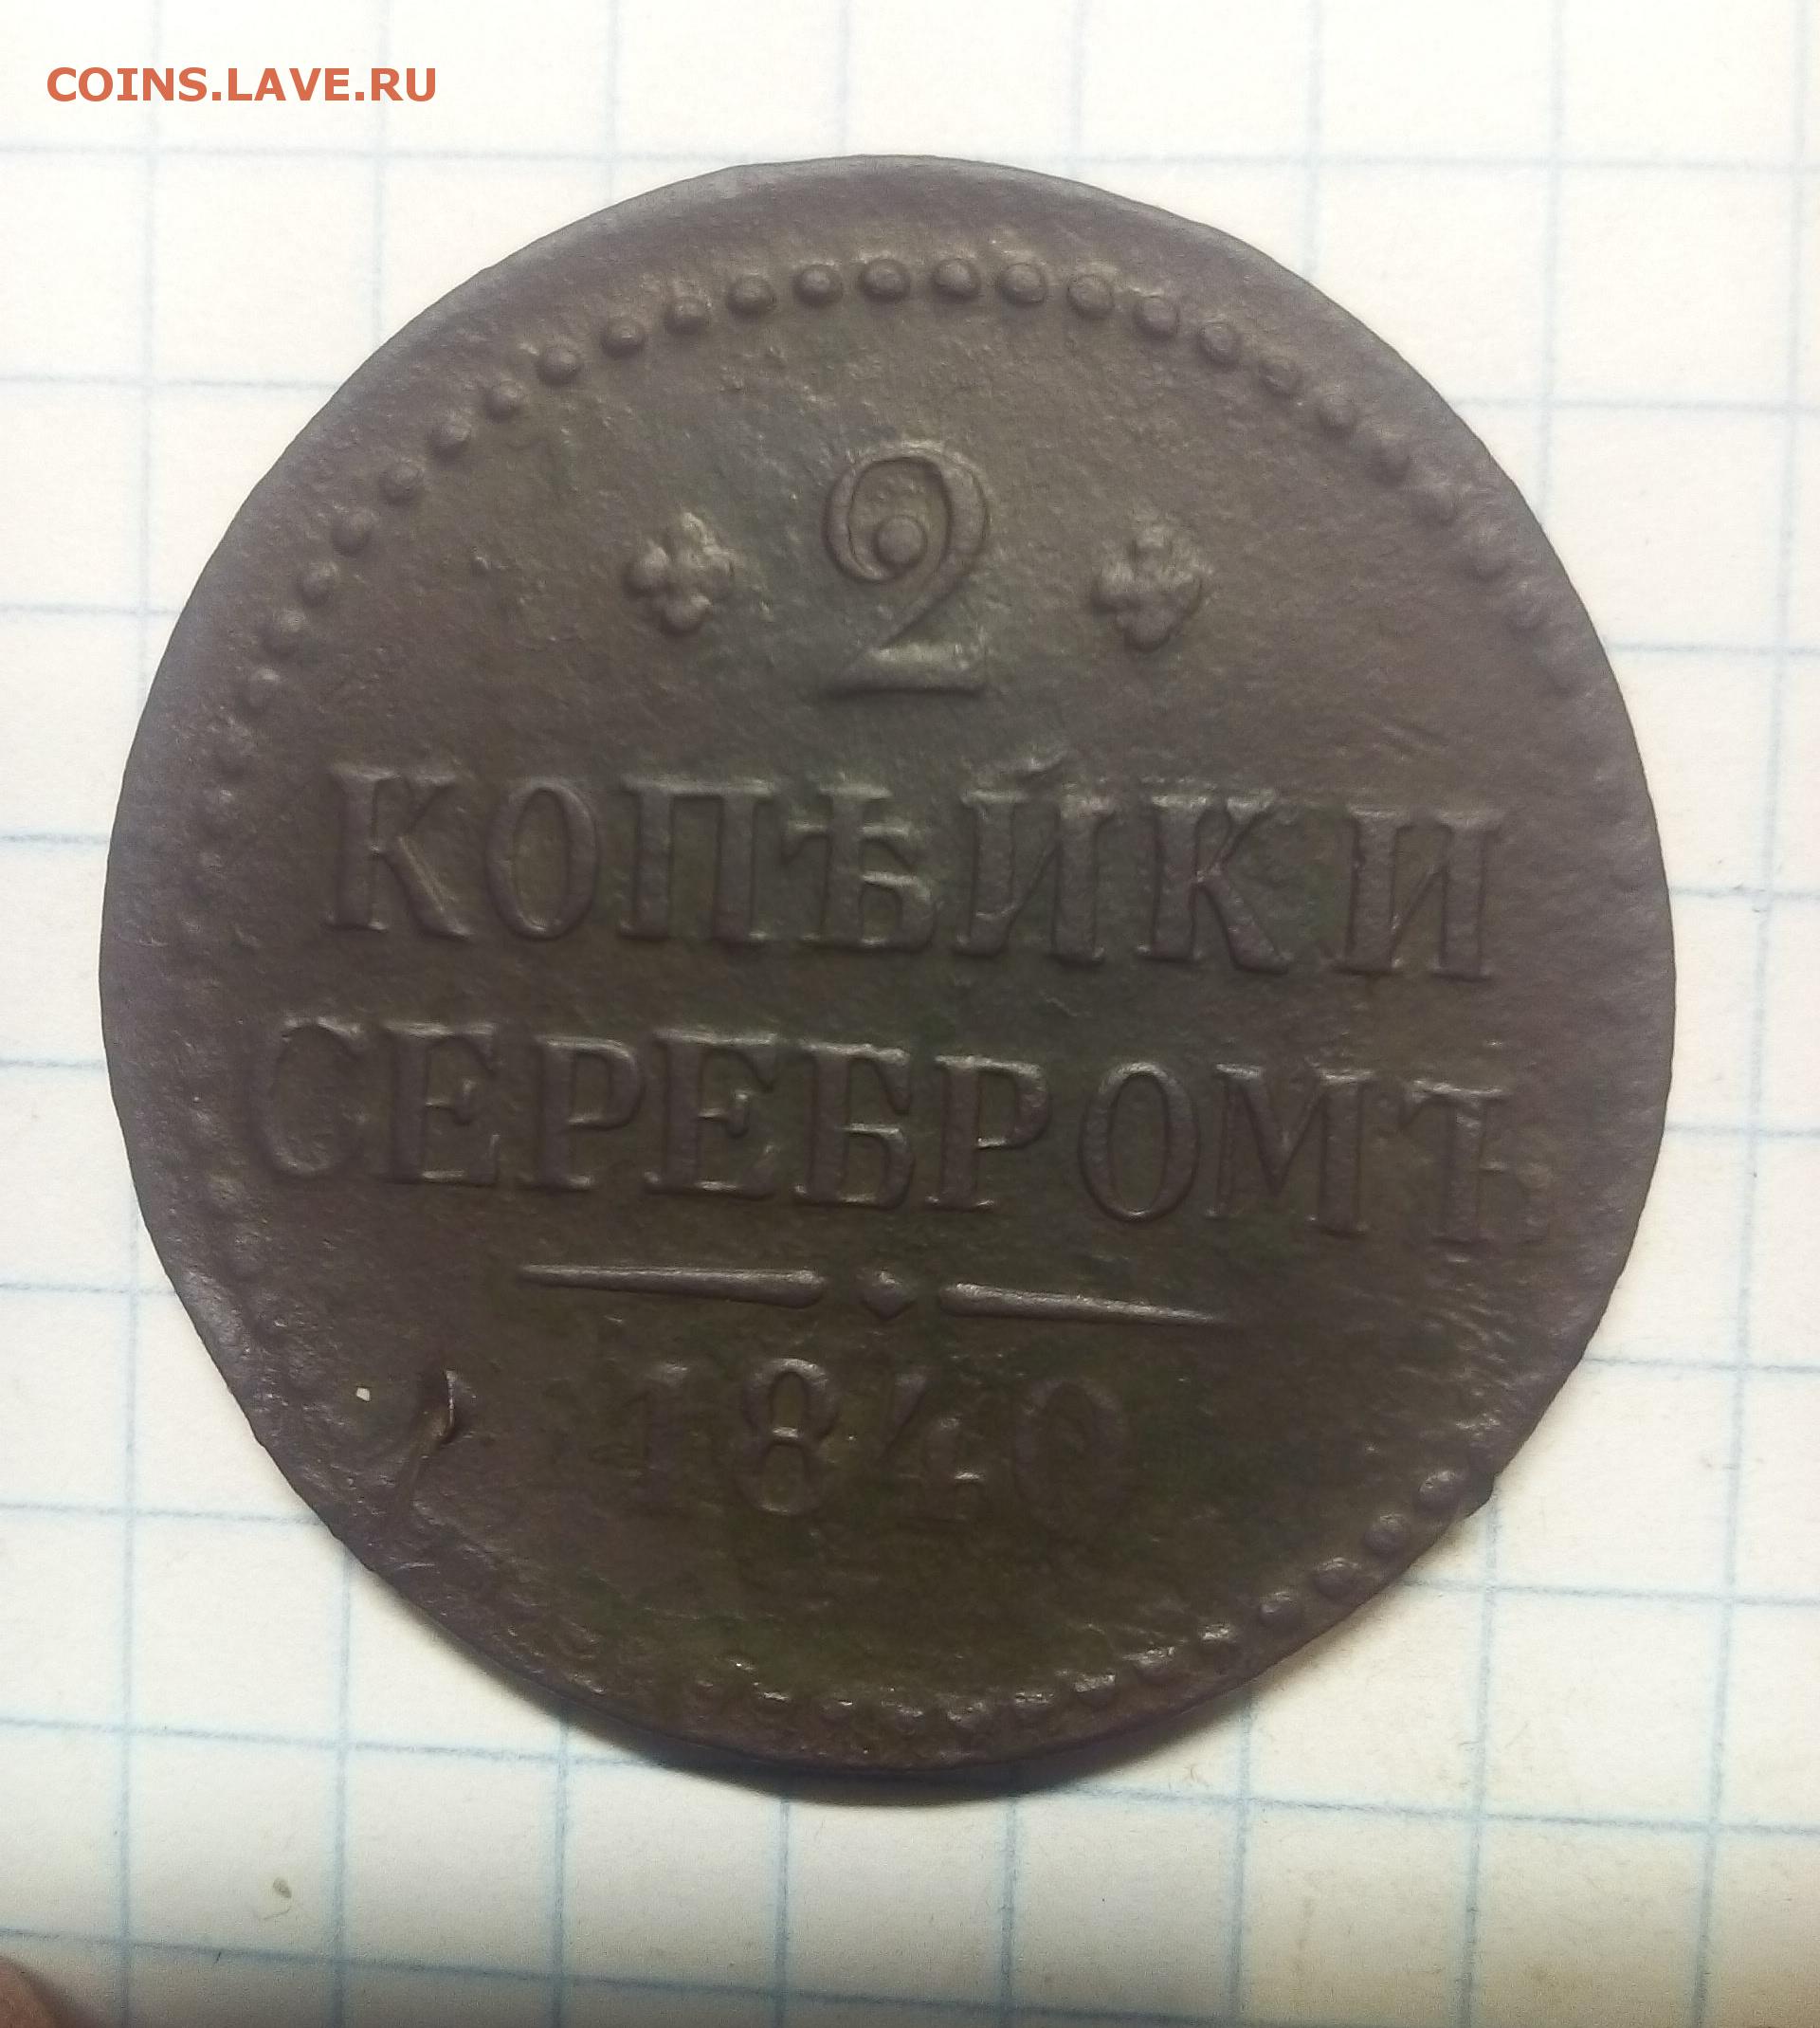 COINS.LAVE.RU
2
КОПѢЙКИ
СЕРЕБРОМЪ
1840